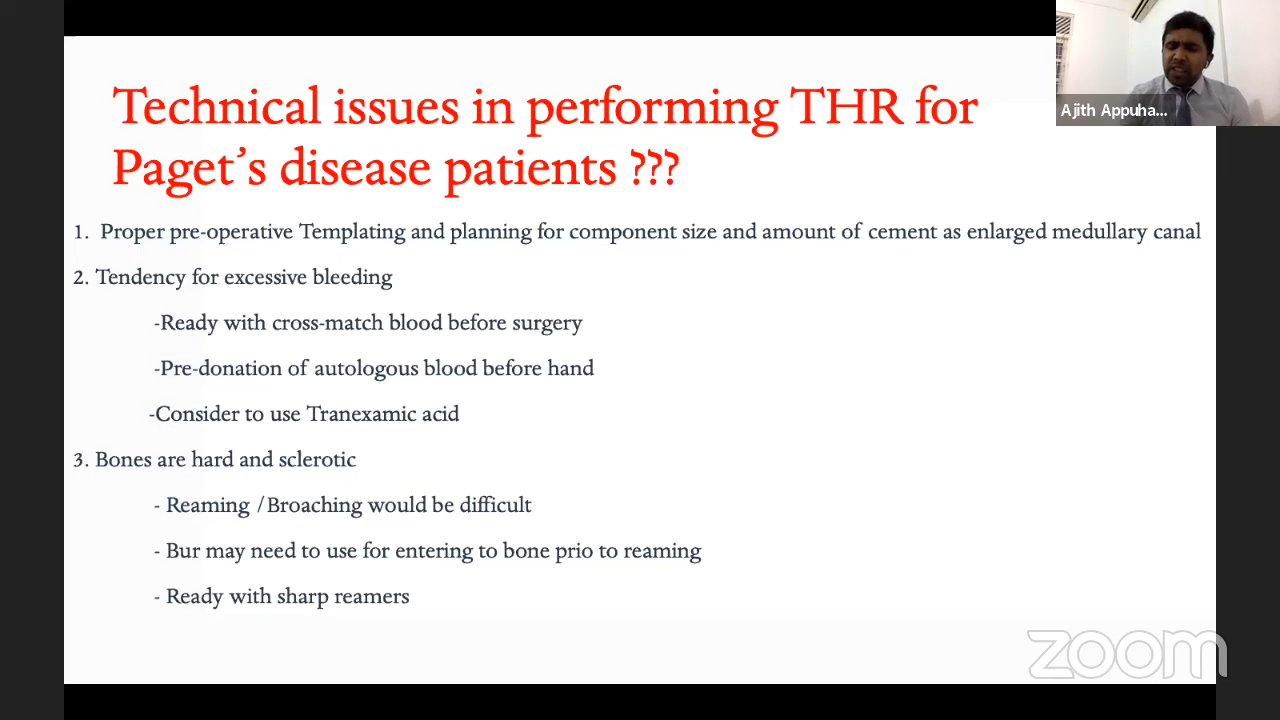 Technical issues in performing THR for
Paget's disease patients ???
Ajith Appuha...
1. Proper pre-operative Templating and planning for component size and amount of cement as enlarged medullary canal
2. Tendency for excessive bleeding
-Ready with cross-match blood before surgery
-Pre-donation of autologous blood before hand
-Consider to use Tranexamic acid
3. Bones are hard and sclerotic
- Reaming /Broaching would be difficult
- Bur may need to use for entering to bone prio to reaming
- Ready with sharp reamers
zoom